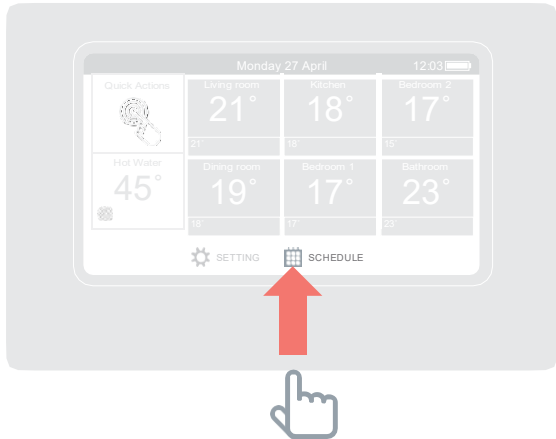 Monday 27 April 12:03
Quick Actions Living room Kitchen Bedroom 2
21° 18° 17°
21° 18° 15°
Hot Water Dining room Bedroom 1 Bathroom
45° 19° 17° 23°
18° 17° 23°
SETTING SCHEDULE